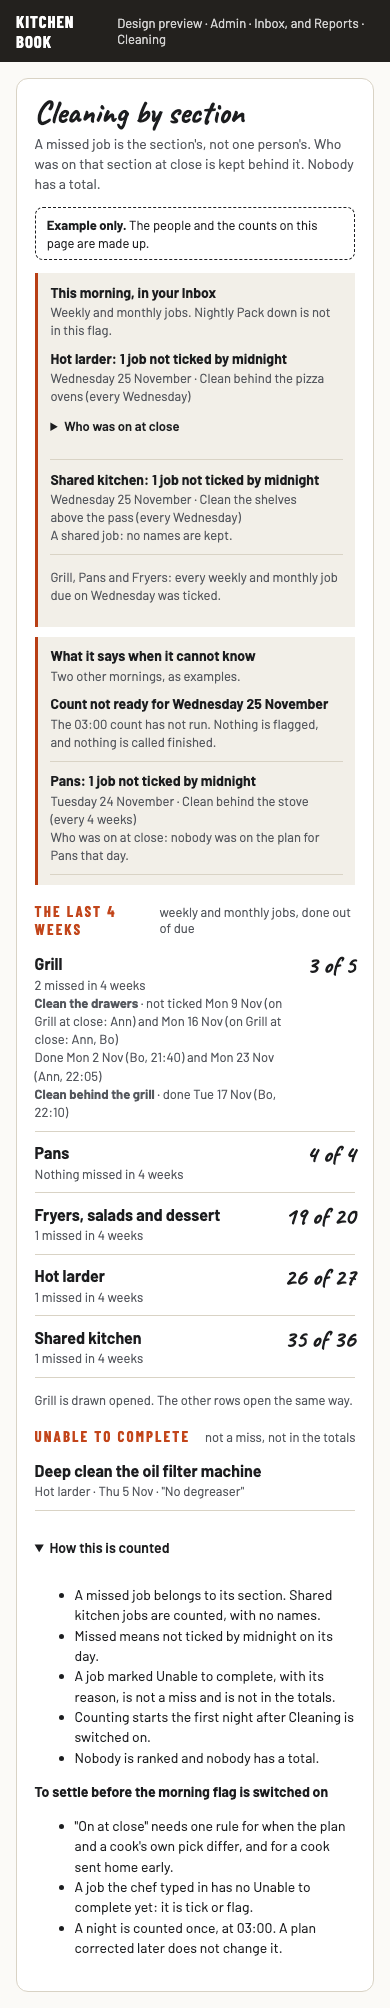 KITCHEN
BOOK
Design preview · Admin · Inbox, and Reports ·
Cleaning
Cleaning by section
A missed job is the section's, not one person's. Who
was on that section at close is kept behind it. Nobody
has a total.
Example only. The people and the counts on this
page are made up.
This morning, in your Inbox
Weekly and monthly jobs. Nightly Pack down is not
in this flag.
Hot larder: 1 job not ticked by midnight
Wednesday 25 November · Clean behind the pizza
ovens (every Wednesday)
Who was on at close
Shared kitchen: 1 job not ticked by midnight
Wednesday 25 November · Clean the shelves
above the pass (every Wednesday)
A shared job: no names are kept.
Grill, Pans and Fryers: every weekly and monthly job
due on Wednesday was ticked.
What it says when it cannot know
Two other mornings, as examples.
Count not ready for Wednesday 25 November
The 03:00 count has not run. Nothing is flagged,
and nothing is called finished.
Pans: 1 job not ticked by midnight
Tuesday 24 November · Clean behind the stove
(every 4 weeks)
Who was on at close: nobody was on the plan for
Pans that day.
THE LAST 4
WEEKS
weekly and monthly jobs, done out
of due
Grill
3 of 5
2 missed in 4 weeks
Clean the drawers · not ticked Mon 9 Nov (on
Grill at close: Ann) and Mon 16 Nov (on Grill at
close: Ann, Bo)
Done Mon 2 Nov (Bo, 21:40) and Mon 23 Nov
(Ann, 22:05)
Clean behind the grill · done Tue 17 Nov (Bo,
22:10)
Pans
4 of 4
Nothing missed in 4 weeks
Fryers, salads and dessert
19 of 20
1 missed in 4 weeks
Hot larder
26 of 27
1 missed in 4 weeks
Shared kitchen
35 of 36
1 missed in 4 weeks
Grill is drawn opened. The other rows open the same way.
UNABLE TO COMPLETE
not a miss, not in the totals
Deep clean the oil filter machine
Hot larder · Thu 5 Nov · "No degreaser"
How this is counted
• A missed job belongs to its section. Shared
kitchen jobs are counted, with no names.
• Missed means not ticked by midnight on its
day.
• A job marked Unable to complete, with its
reason, is not a miss and is not in the totals.
• Counting starts the first night after Cleaning is
switched on.
• Nobody is ranked and nobody has a total.
To settle before the morning flag is switched on
• "On at close" needs one rule for when the plan
and a cook's own pick differ, and for a cook
sent home early.
• A job the chef typed in has no Unable to
complete yet: it is tick or flag.
• A night is counted once, at 03:00. A plan
corrected later does not change it.